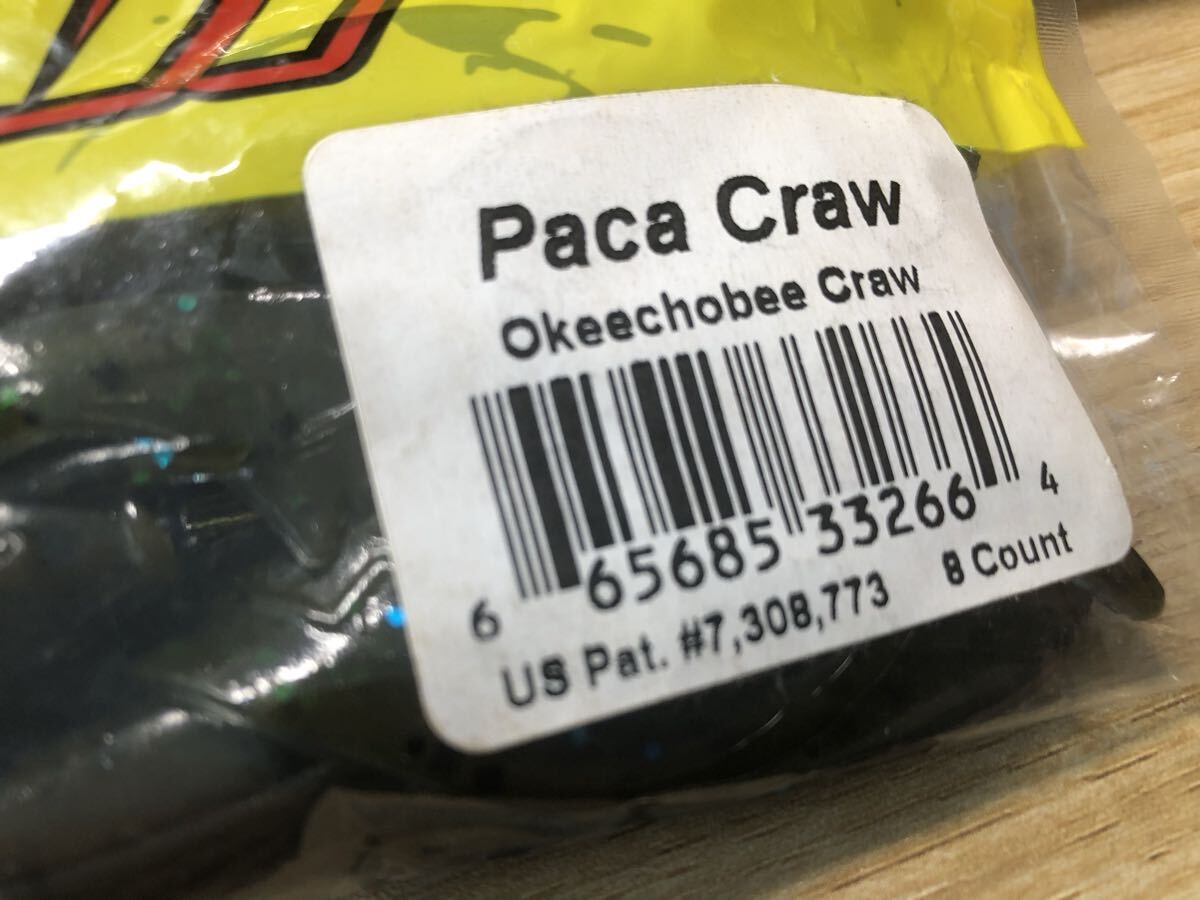 Paca Craw
Okeechobee Craw
6 65685 33266 4
US Pat. #7,308,773 8 Count